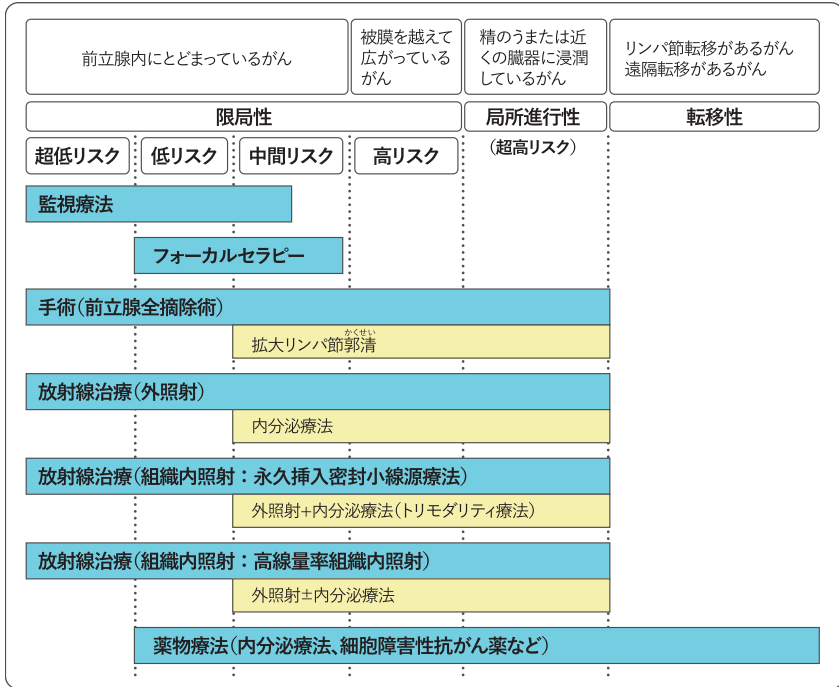 前立腺内にとどまっているがん
被膜を越えて
広がっている
がん
精のうまたは近
くの臓器に浸潤
しているがん
リンパ節転移があるがん
遠隔転移があるがん
限局性
局所進行性
転移性
超低リスク
低リスク
中間リスク
高リスク
(超高リスク)
監視療法
フォーカルセラピー
手術(前立腺全摘除術)
かくせい
拡大リンパ節郭清
放射線治療(外照射)
内分泌療法
放射線治療(組織内照射:永久挿入密封小線源療法)
外照射+内分泌療法(トリモダリティ療法)
放射線治療(組織内照射:高線量率組織内照射)
外照射±内分泌療法
薬物療法(内分泌療法、細胞障害性抗がん薬など)